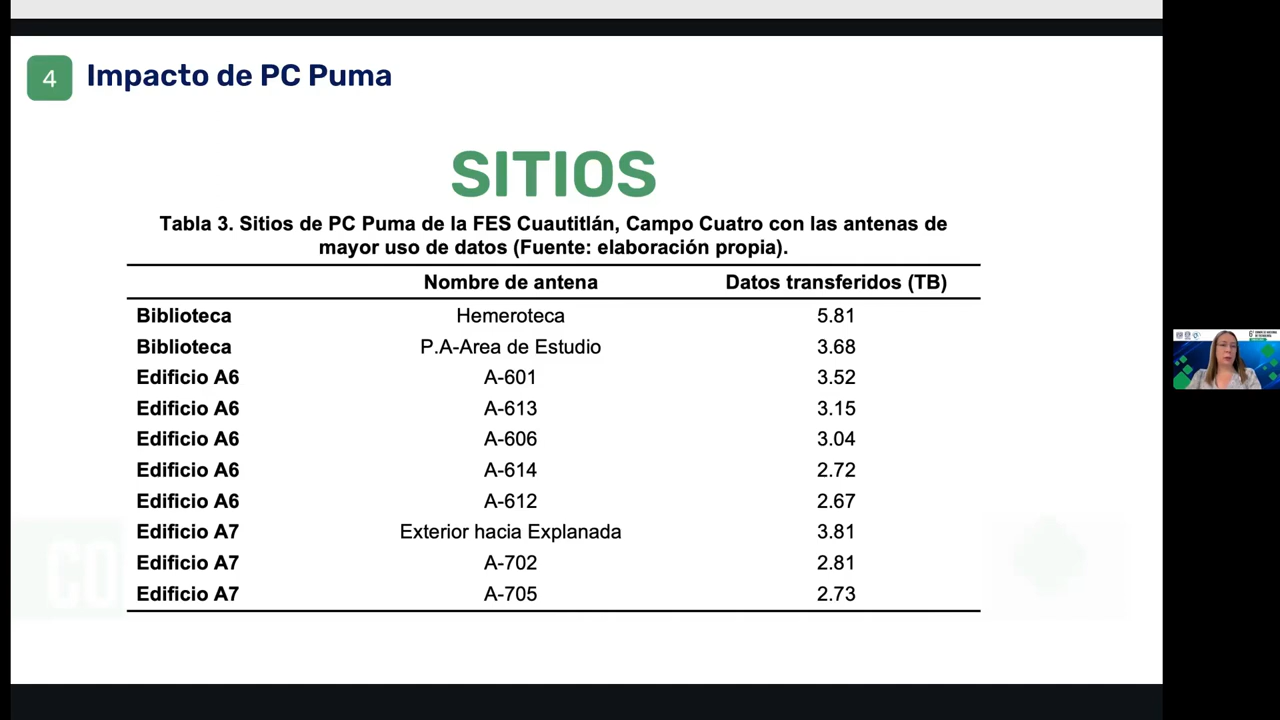 4 Impacto de PC Puma
SITIOS
Tabla 3. Sitios de PC Puma de la FES Cuautitlán, Campo Cuatro con las antenas de
mayor uso de datos (Fuente: elaboración propia).
Nombre de antena Datos transferidos (TB)
Biblioteca Hemeroteca 5.81
Biblioteca P.A-Area de Estudio 3.68
Edificio A6 A-601 3.52
Edificio A6 A-613 3.15
Edificio A6 A-606 3.04
Edificio A6 A-614 2.72
Edificio A6 A-612 2.67
Edificio A7 Exterior hacia Explanada 3.81
Edificio A7 A-702 2.81
Edificio A7 A-705 2.73
CO